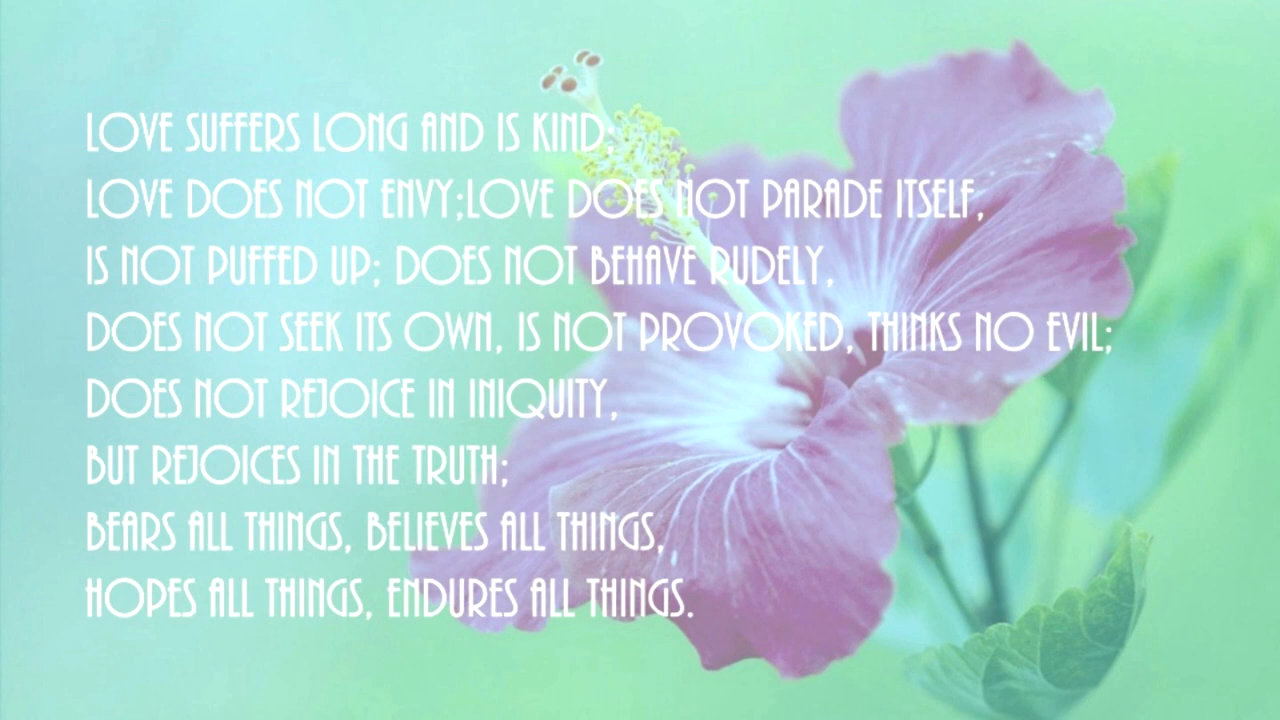 LOVE SUFFERS LONG AND IS KIND;
LOVE DOES NOT ENVY;LOVE DOES NOT PARADE ITSELF,
IS NOT PUFFED UP; DOES NOT BEHAVE RUDELY,
DOES NOT SEEK ITS OWN, IS NOT PROVOKED, THINKS NO EVIL;
DOES NOT REJOICE IN INIQUITY,
BUT REJOICES IN THE TRUTH;
BEARS ALL THINGS, BELIEVES ALL THINGS,
HOPES ALL THINGS, ENDURES ALL THINGS.